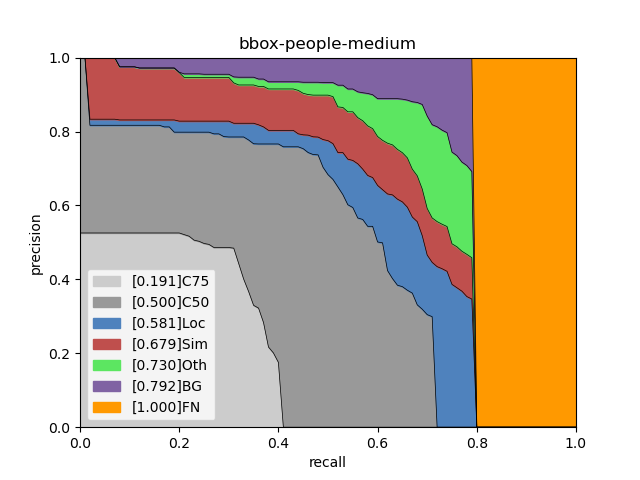 bbox-people-medium
1.0
0.8
0.6
0.4
0.2
0.0
precision
[0.191]C75
[0.500]C50
[0.581]Loc
[0.679]Sim
[0.730]Oth
[0.792]BG
[1.000]FN
0.0 0.2 0.4 0.6 0.8 1.0
recall